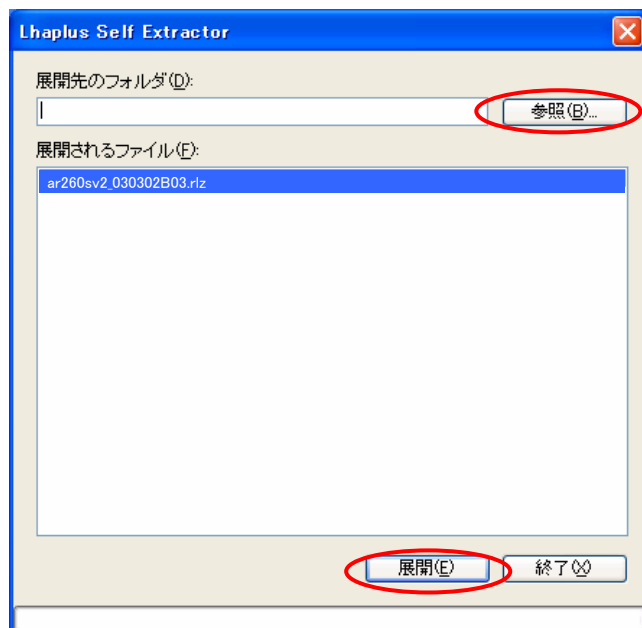 Lhaplus Self Extractor
展開先のフォルダ(D):
参照(B)...
展開されるファイル(F):
ar260sv2_030302B03.rlz
展開(E) 終了(X)